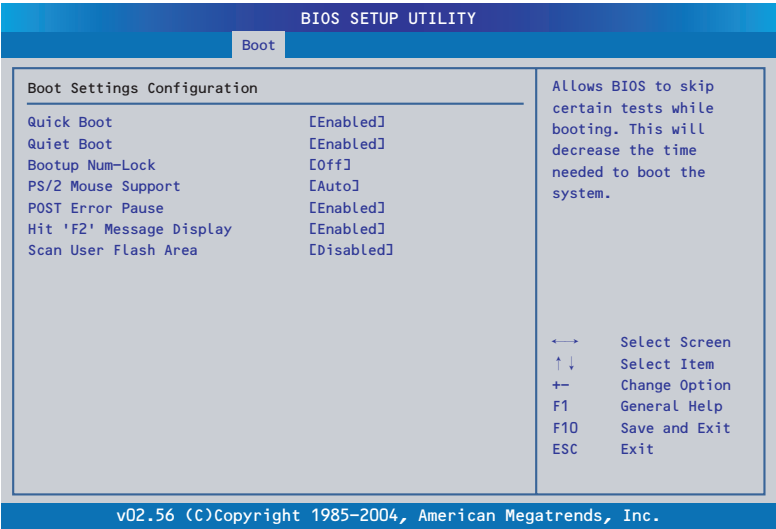 BIOS SETUP UTILITY
Boot
Boot Settings Configuration
Quick Boot [Enabled]
Quiet Boot [Enabled]
Bootup Num-Lock [Off]
PS/2 Mouse Support [Auto]
POST Error Pause [Enabled]
Hit 'F2' Message Display [Enabled]
Scan User Flash Area [Disabled]
Allows BIOS to skip
certain tests while
booting. This will
decrease the time
needed to boot the
system.
←→ Select Screen
↑↓ Select Item
+- Change Option
F1 General Help
F10 Save and Exit
ESC Exit
v02.56 (C)Copyright 1985-2004, American Megatrends, Inc.